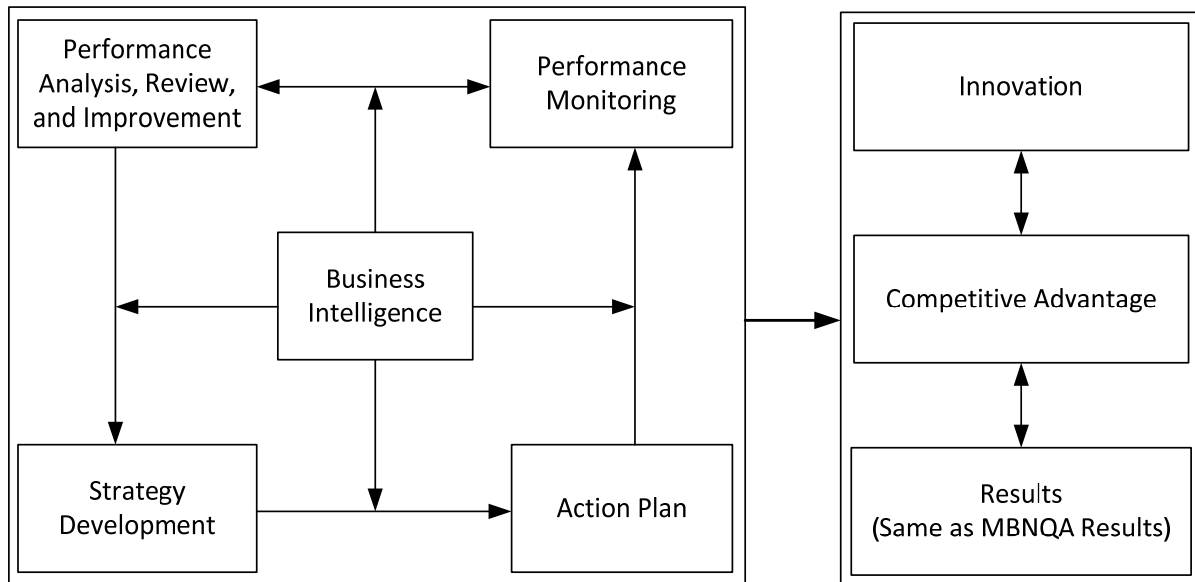 Performance
Analysis, Review,
and Improvement
Performance
Monitoring
Business
Intelligence
Strategy
Development
Action Plan
Innovation
Competitive Advantage
Results
(Same as MBNQA Results)